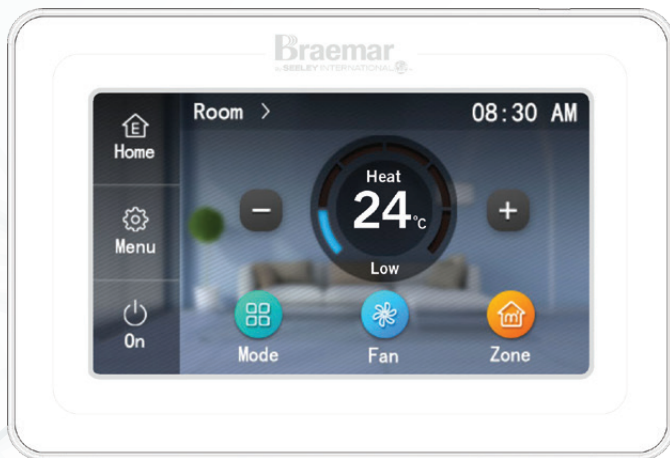 Braemar
by SEELEY INTERNATIONAL
Room >
08:30 AM
E
Home
Menu
On
Heat
24°C
Low
Mode
Fan
m
Zone